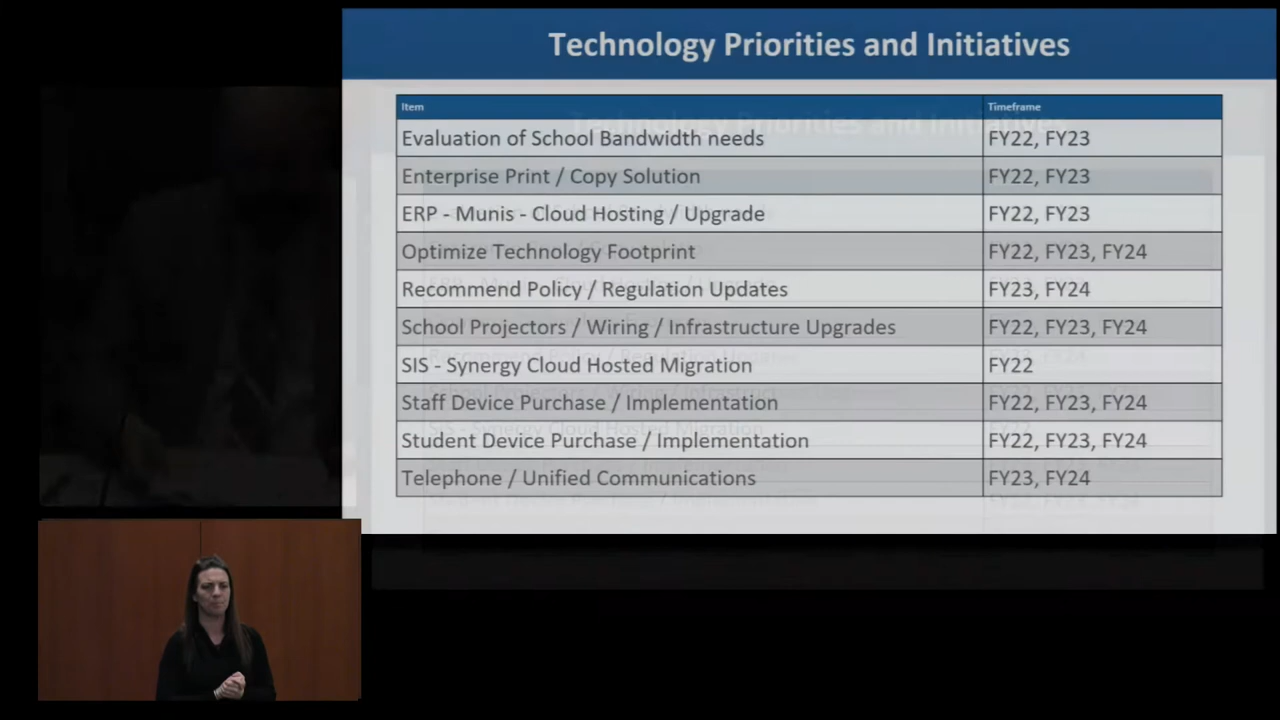 Technology Priorities and Initiatives
Item Timeframe
Evaluation of School Bandwidth needs FY22, FY23
Enterprise Print / Copy Solution FY22, FY23
ERP - Munis - Cloud Hosting / Upgrade FY22, FY23
Optimize Technology Footprint FY22, FY23, FY24
Recommend Policy / Regulation Updates FY23, FY24
School Projectors / Wiring / Infrastructure Upgrades FY22, FY23, FY24
SIS - Synergy Cloud Hosted Migration FY22
Staff Device Purchase / Implementation FY22, FY23, FY24
Student Device Purchase / Implementation FY22, FY23, FY24
Telephone / Unified Communications FY23, FY24